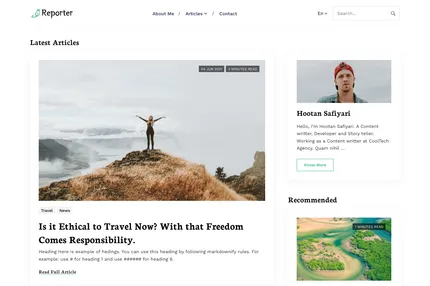 Reporter
About Me / Articles / Contact
En
Search...
Latest Articles
04 JUN 2021
3 MINUTES READ
Travel News
Is it Ethical to Travel Now? With that Freedom
Comes Responsibility.
Heading here is example of hedings. You can use this heading by following markdownify rules. For
example: use # for heading 1 and use ###### for heading 6.
Read Full Article
Hootan Safiyari
Hello, I'm Hootan Safiyari. A Content
writter, Developer and Story teller.
Working as a Content writter at CoolTech
Agency. Quam nihil ...
Know More
Recommended
1 MINUTES READ